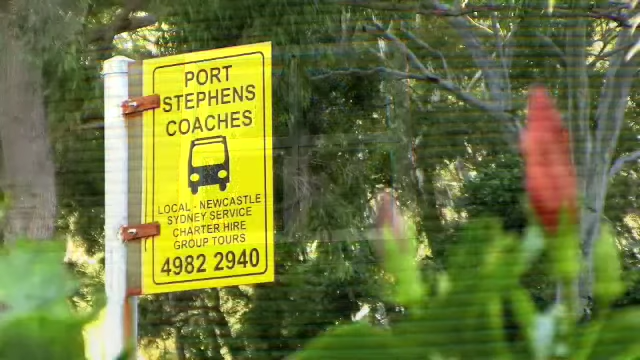 PORT
STEPHENS
COACHES
LOCAL - NEWCASTLE
SYDNEY SERVICE
CHARTER HIRE
GROUP TOURS
4982 2940